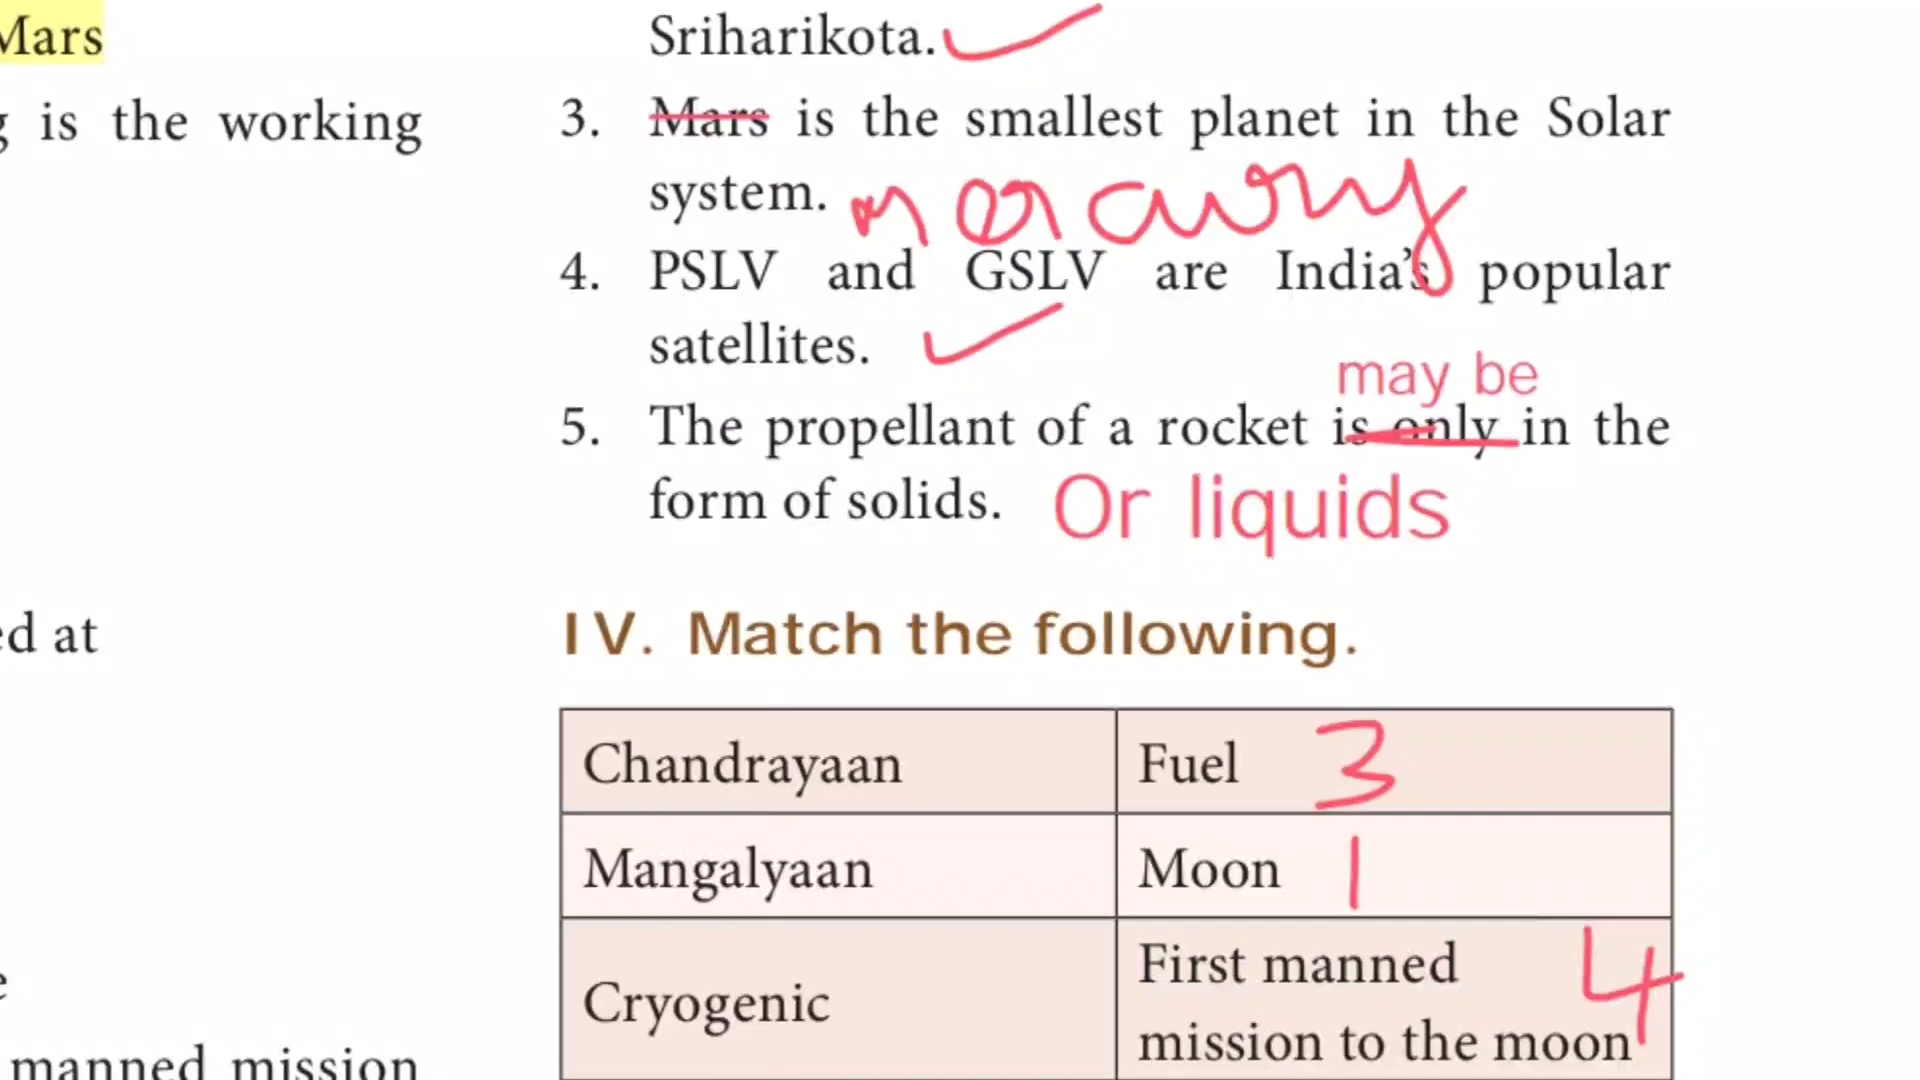 Mars
is the working
ed at
manned mission
Sriharikota.
3. Mars is the smallest planet in the Solar
system. mercury
4. PSLV and GSLV are India's popular
satellites.
may be
5. The propellant of a rocket is only in the
form of solids. Or liquids
IV. Match the following.
Chandrayaan Fuel 3
Mangalyaan Moon 1
Cryogenic First manned 4
mission to the moon